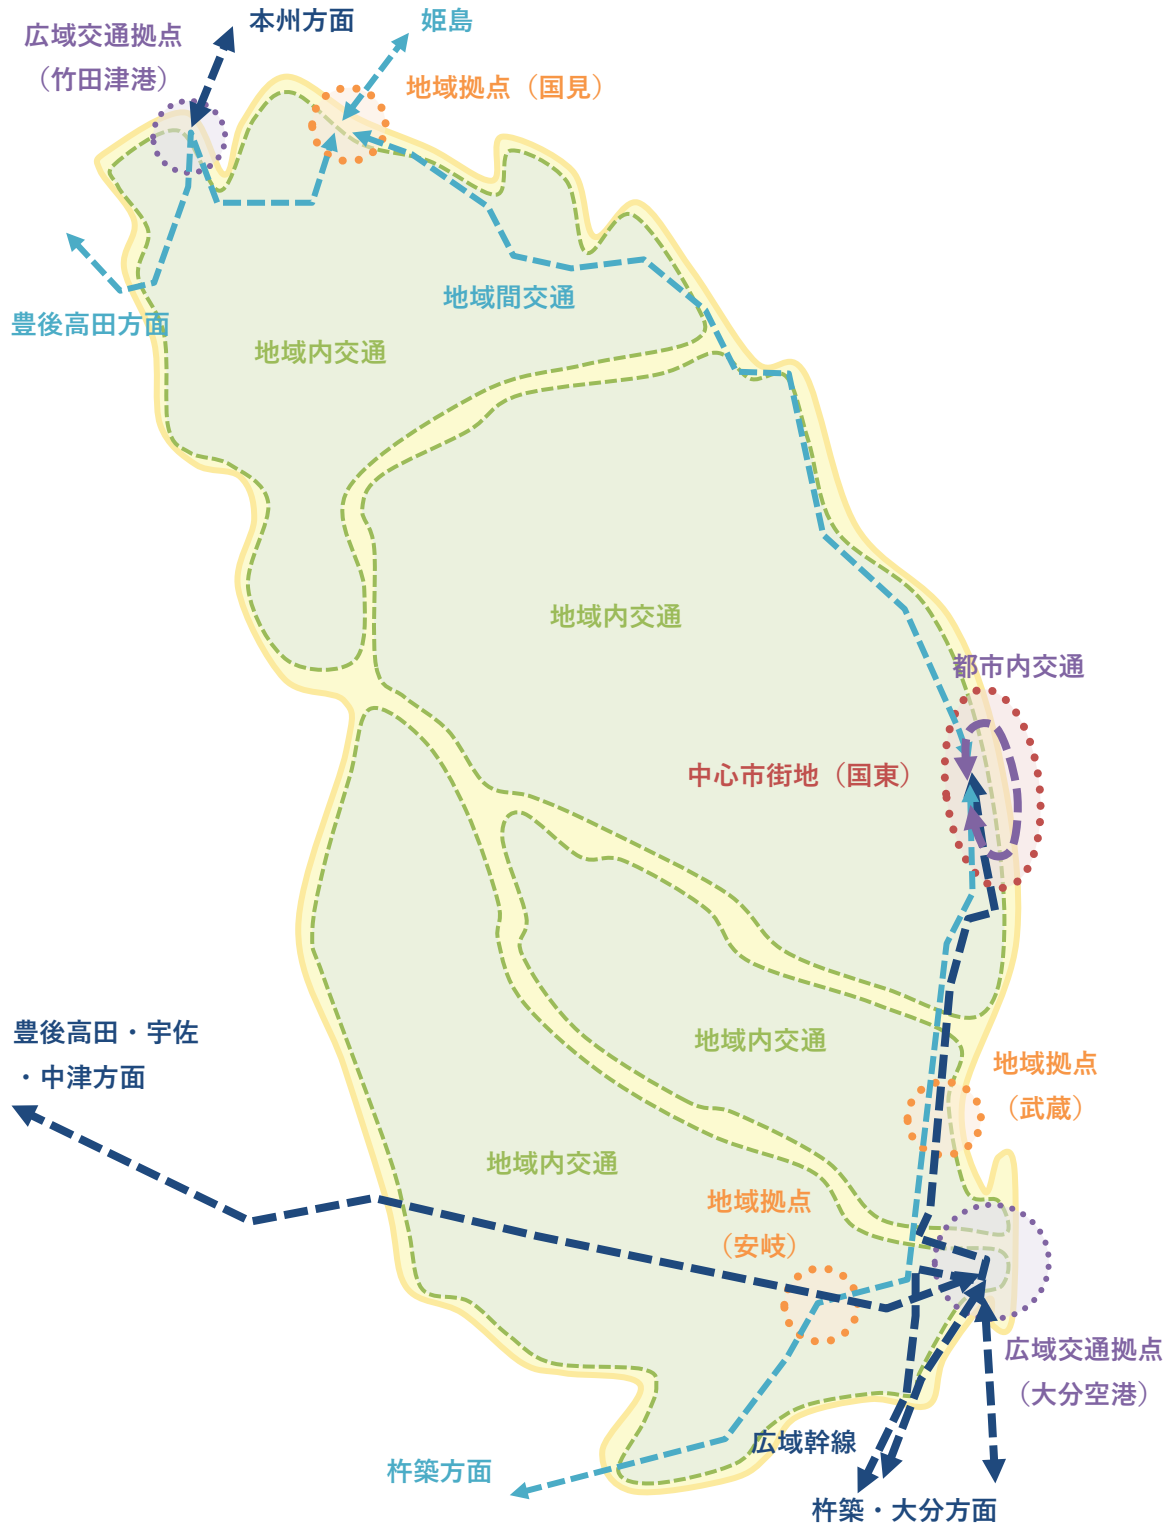 本州方面
姫島
広域交通拠点
（竹田津港）
地域拠点（国見）
地域間交通
豊後高田方面
地域内交通
地域内交通
都市内交通
中心市街地（国東）
豊後高田・宇佐
・中津方面
地域内交通
地域拠点
（武蔵）
地域内交通
地域拠点
（安岐）
広域交通拠点
（大分空港）
広域幹線
杵築方面
杵築・大分方面